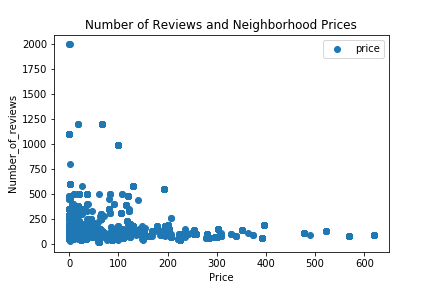 Number of Reviews and Neighborhood Prices
price
2000
1750
1500
1250
1000
750
500
250
0
Number_of_reviews
0 100 200 300 400 500 600
Price